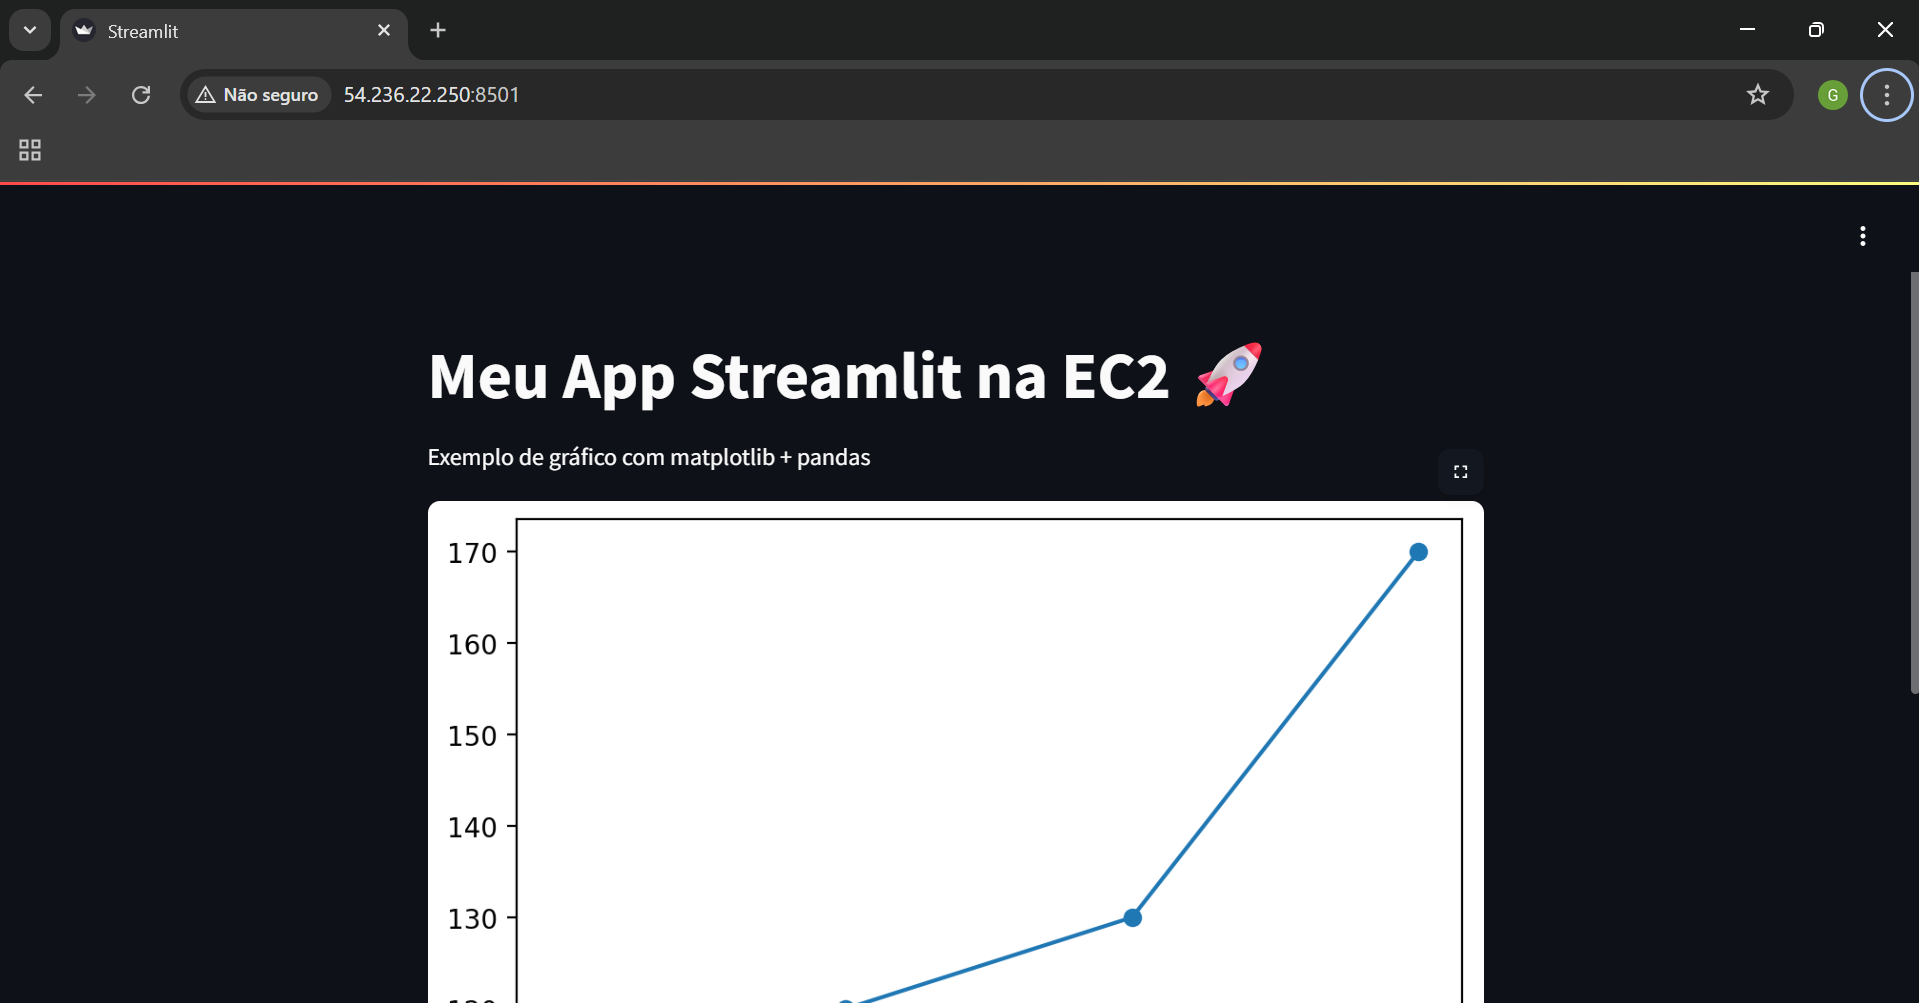 Streamlit
Não seguro 54.236.22.250:8501
G
Meu App Streamlit na EC2 🚀
Exemplo de gráfico com matplotlib + pandas
170
160
150
140
130